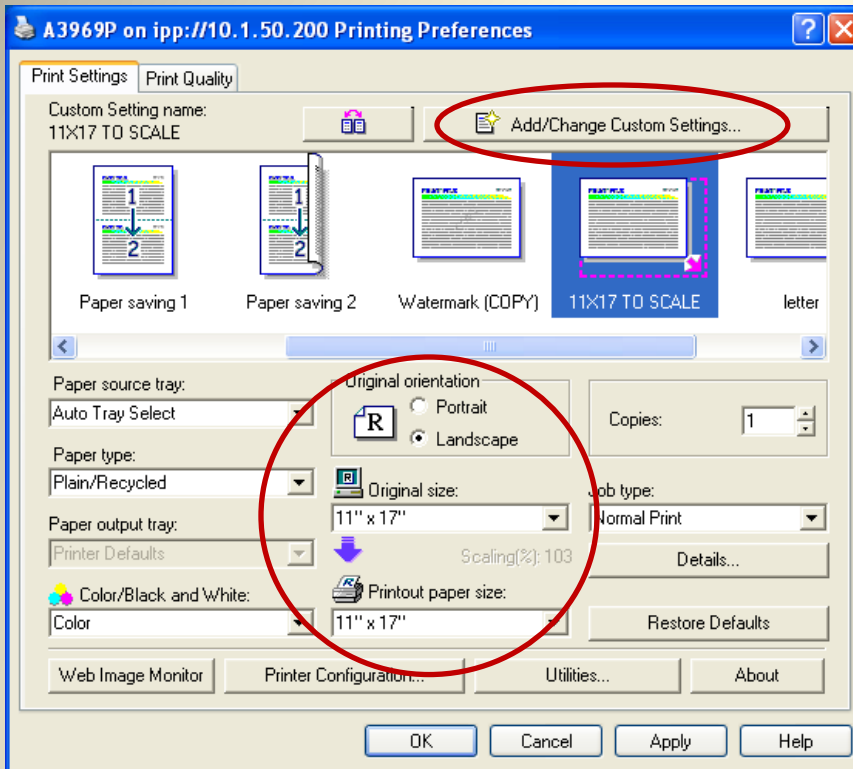 A3969P on ipp://10.1.50.200 Printing Preferences
Print Settings
Print Quality
Custom Setting name:
11X17 TO SCALE
Add/Change Custom Settings...
1
2
1
2
Paper saving 1
Paper saving 2
Watermark (COPY)
11X17 TO SCALE
letter
Paper source tray:
Auto Tray Select
Paper type:
Plain/Recycled
Paper output tray:
Printer Defaults
Color/Black and White:
Color
Original orientation
R
Portrait
Landscape
R
Original size:
11" x 17"
Scaling(%): 103
R
Printout paper size:
11" x 17"
Copies:
1
Job type:
Normal Print
Details...
Restore Defaults
Web Image Monitor
Printer Configuration...
Utilities...
About
OK
Cancel
Apply
Help